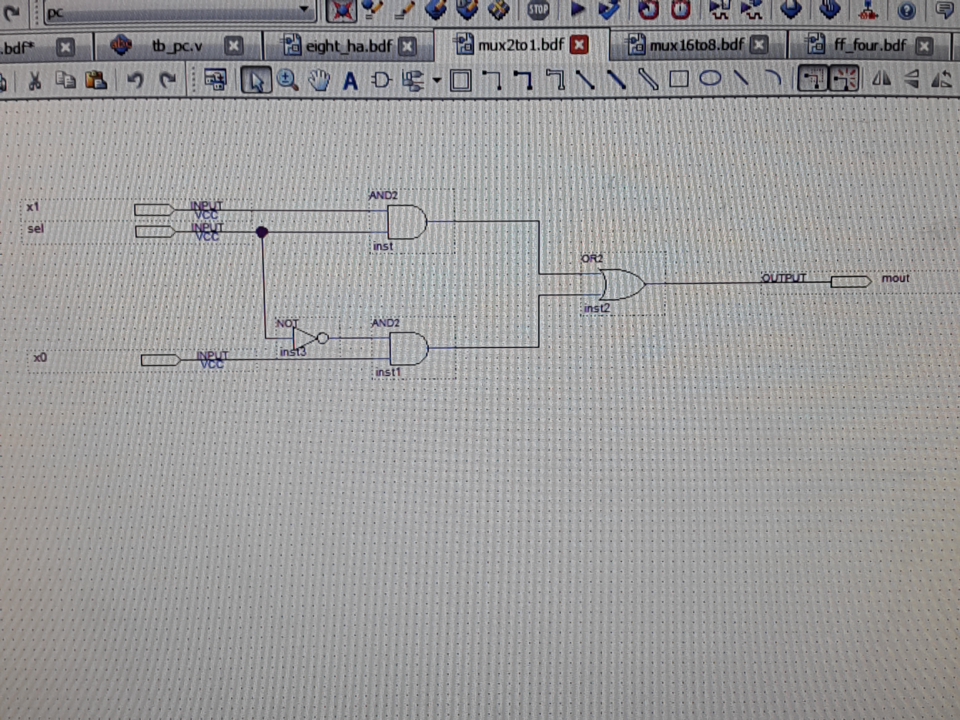 pc
.bdf*
tb_pc.v
eight_ha.bdf
mux2to1.bdf
mux16to8.bdf
ff_four.bdf
STOP
A
x1
INPUT
VCC
sel
INPUT
VCC
AND2
inst
NOT
inst3
x0
INPUT
VCC
AND2
inst1
OR2
inst2
OUTPUT
mout